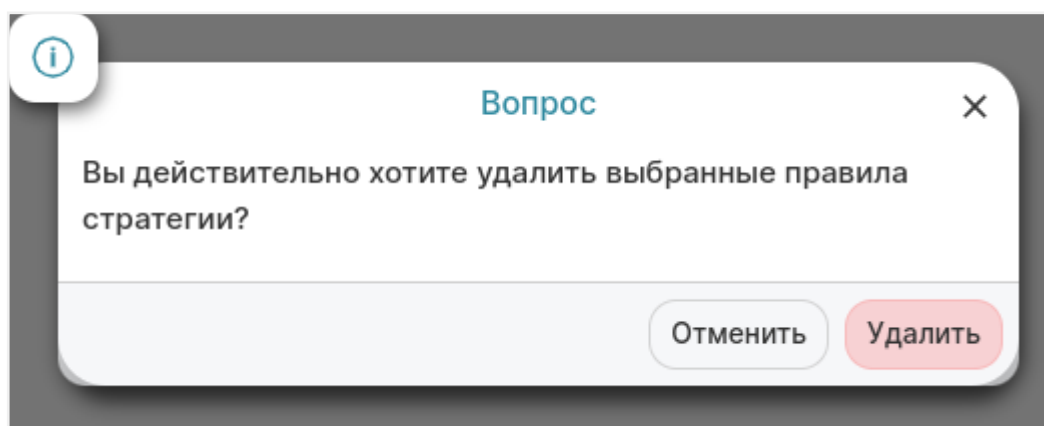 Вопрос
Вы действительно хотите удалить выбранные правила
стратегии?
Отменить
Удалить